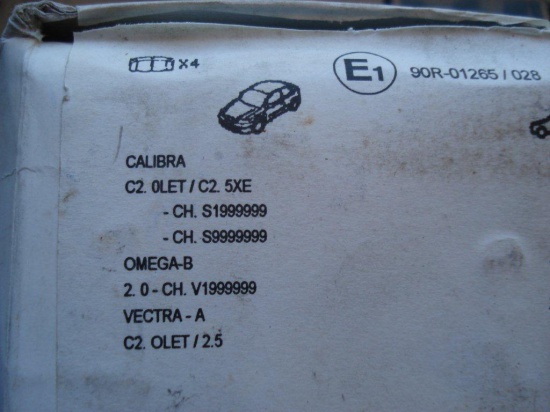 X4
E1 90R-01265 / 028
CALIBRA
C2. 0LET / C2. 5XE
- CH. S1999999
- CH. S9999999
OMEGA-B
2. 0 - CH. V1999999
VECTRA - A
C2. OLET / 2.5